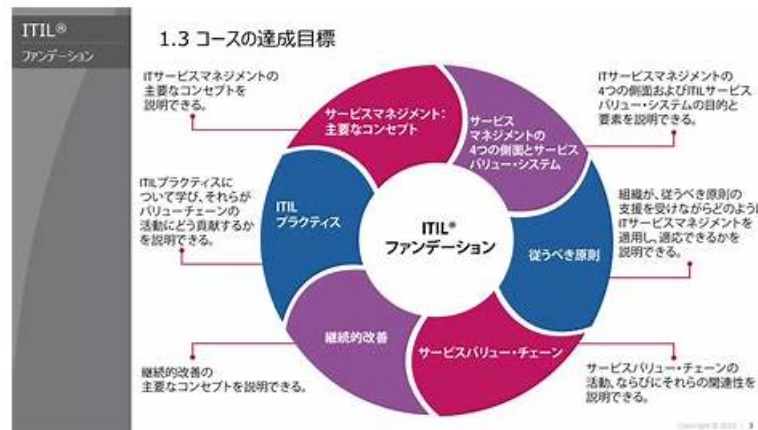 ITIL®
ファンデーション
1.3 コースの達成目標
ITサービスマネジメントの
主要なコンセプトを
説明できる。
サービスマネジメント:
主要なコンセプト
サービス
マネジメントの
4つの側面とサービス
バリュー・システム
ITサービスマネジメントの
4つの側面およびITILサービス
バリュー・システムの目的と
要素を説明できる。
ITILプラクティスに
ついて学び、それらが
バリューチェーンの
活動にどう貢献するか
を説明できる。
ITIL
プラクティス
ITIL®
ファンデーション
従うべき原則
組織が、従うべき原則の
支援を受けながらどのように
ITサービスマネジメントを
適用し、適応できるかを
説明できる。
継続的改善
サービスバリュー・チェーン
継続的改善の
主要なコンセプトを説明できる。
サービスバリュー・チェーンの
活動、ならびにそれらの関連性を
説明できる。
Copyright © 2020 | 3